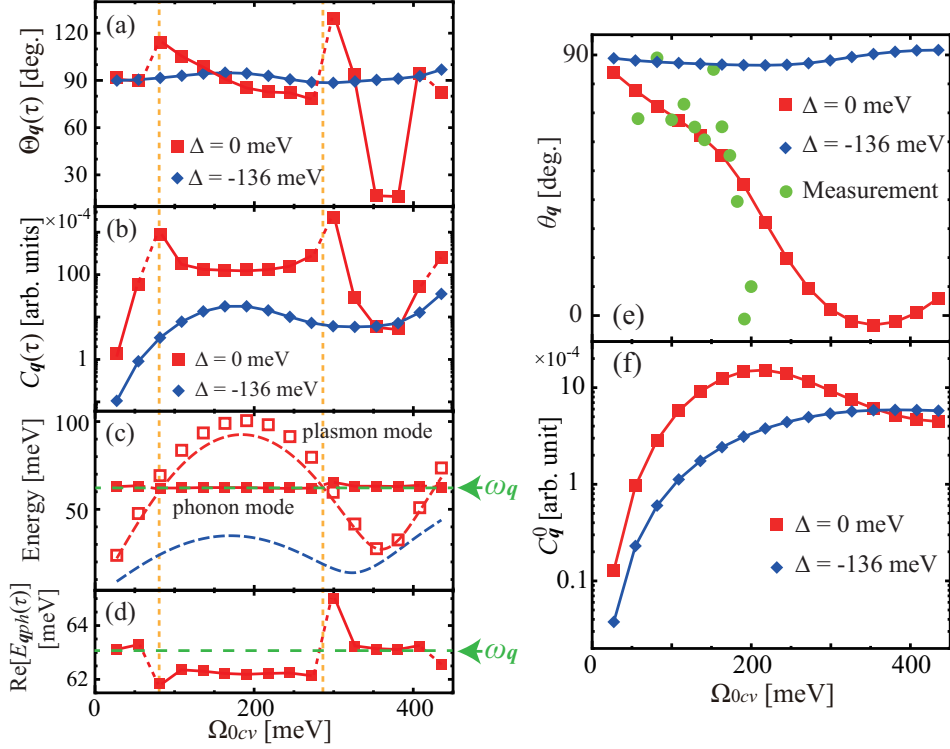 (a)
Θq(τ) [deg.]
120
90
60
30
Δ = 0 meV
Δ = -136 meV
(b)
×10⁻⁴
Cq(τ) [arb. units]
100
1
Δ = 0 meV
Δ = -136 meV
(c)
Energy [meV]
100
50
plasmon mode
phonon mode
ωq
(d)
Re[Eqph(τ)]
[meV]
64
62
ωq
0
200
400
Ω0cv [meV]
90
0
θq [deg.]
Δ = 0 meV
Δ = -136 meV
Measurement
(e)
(f)
×10⁻⁴
C⁰q [arb. unit]
10
1
0.1
Δ = 0 meV
Δ = -136 meV
0
200
400
Ω0cv [meV]